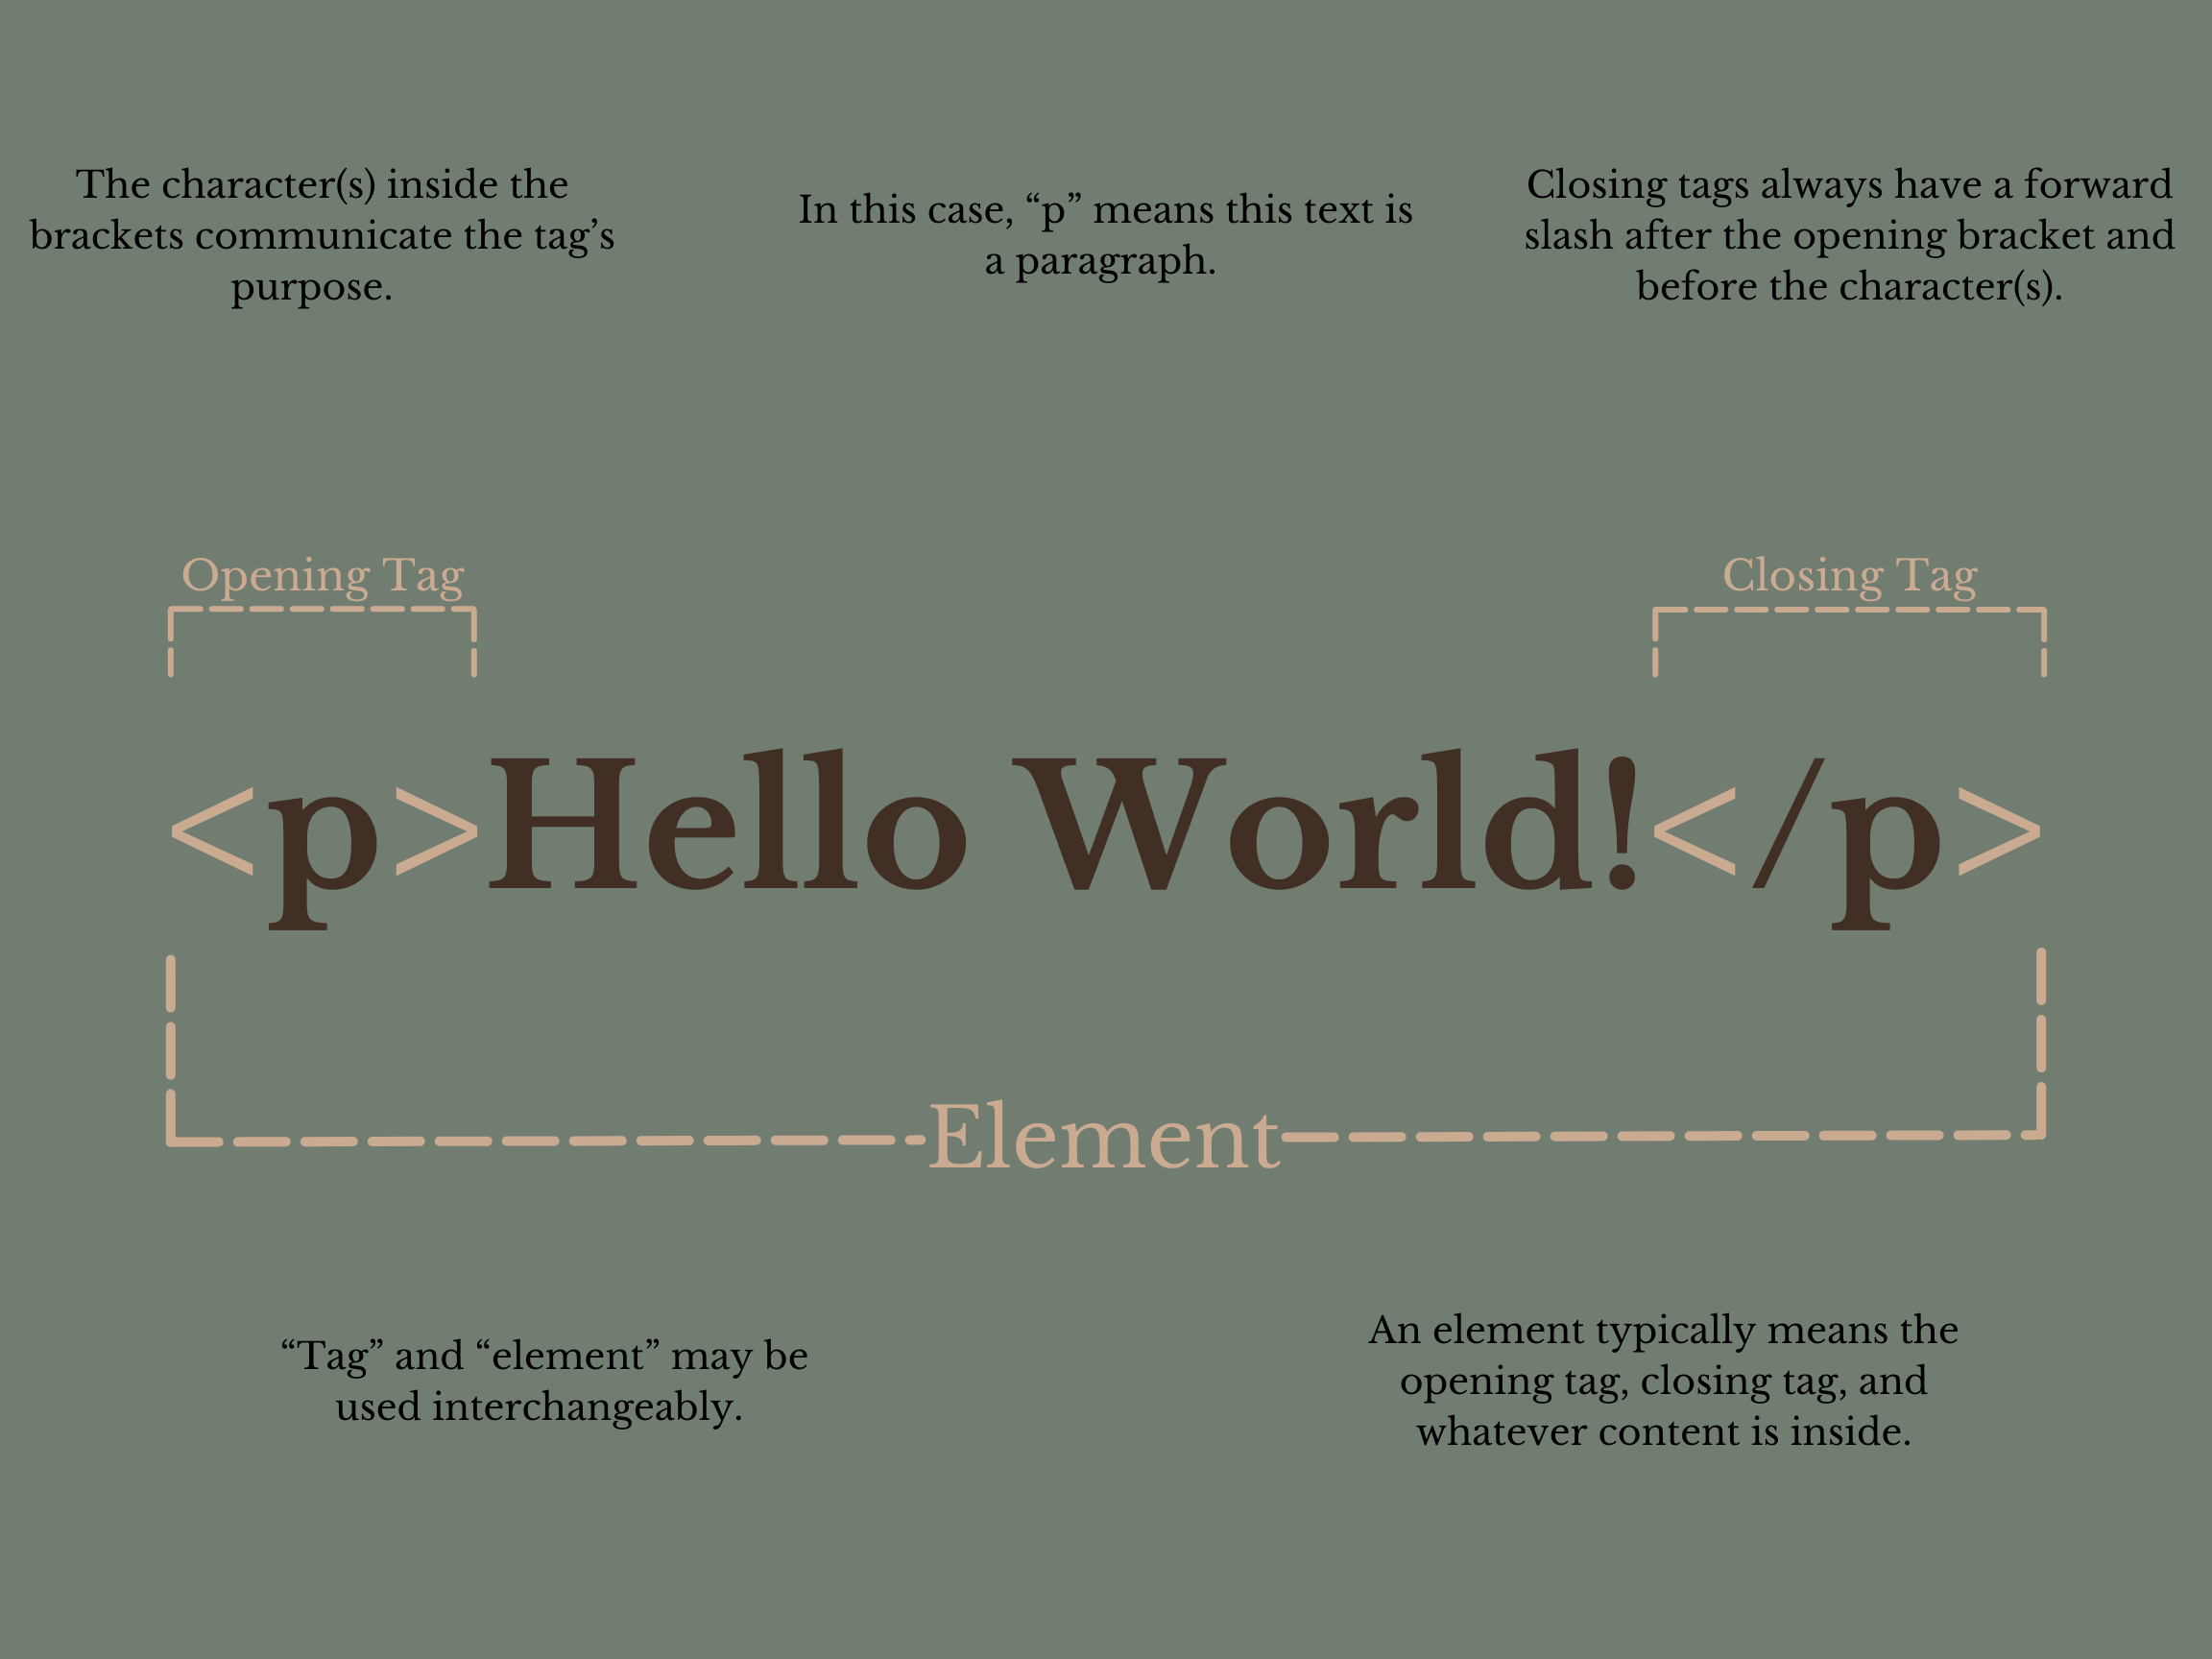 The character(s) inside the
brackets communicate the tag’s
purpose.
In this case, “p” means this text is
a paragraph.
Closing tags always have a forward
slash after the opening bracket and
before the character(s).
Opening Tag
Closing Tag
<p>Hello World!</p>
Element
“Tag” and “element” may be
used interchangeably.
An element typically means the
opening tag, closing tag, and
whatever content is inside.